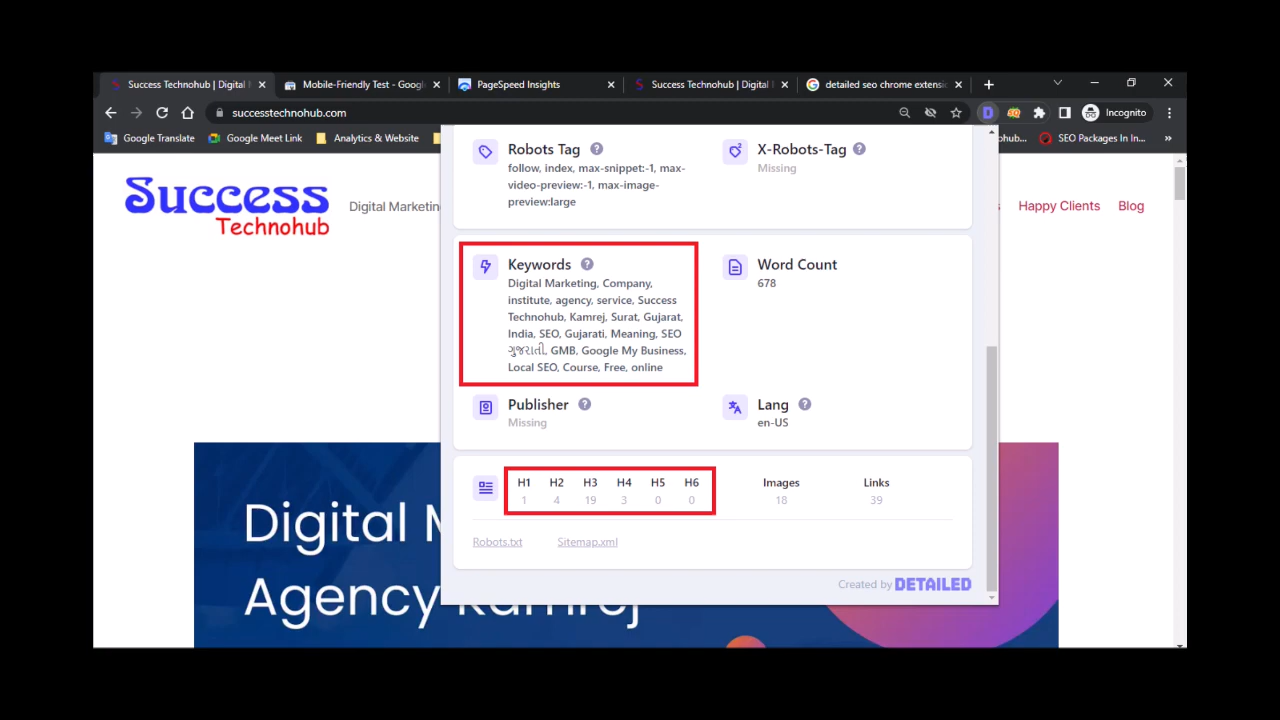 Success Technohub | Digital
Mobile-Friendly Test - Googl
PageSpeed Insights
Success Technohub | Digital
detailed seo chrome extensi
successtechnohub.com
Incognito
Google Translate
Google Meet Link
Analytics & Website
ohub...
SEO Packages In In...
Success
Technohub
Digital Marketin
Happy Clients
Blog
Robots Tag
follow, index, max-snippet:-1, max-
video-preview:-1, max-image-
preview:large
X-Robots-Tag
Missing
Keywords
Digital Marketing, Company,
institute, agency, service, Success
Technohub, Kamrej, Surat, Gujarat,
India, SEO, Gujarati, Meaning, SEO
ગુજરાતી. GMB, Google My Business,
Local SEO, Course, Free, online
Word Count
678
Publisher
Missing
Lang
en-US
H1 H2 H3 H4 H5 H6 Images Links
1 4 19 3 0 0 18 39
Robots.txt Sitemap.xml
Created by DETAILED
Digital M
Agency Kamrej